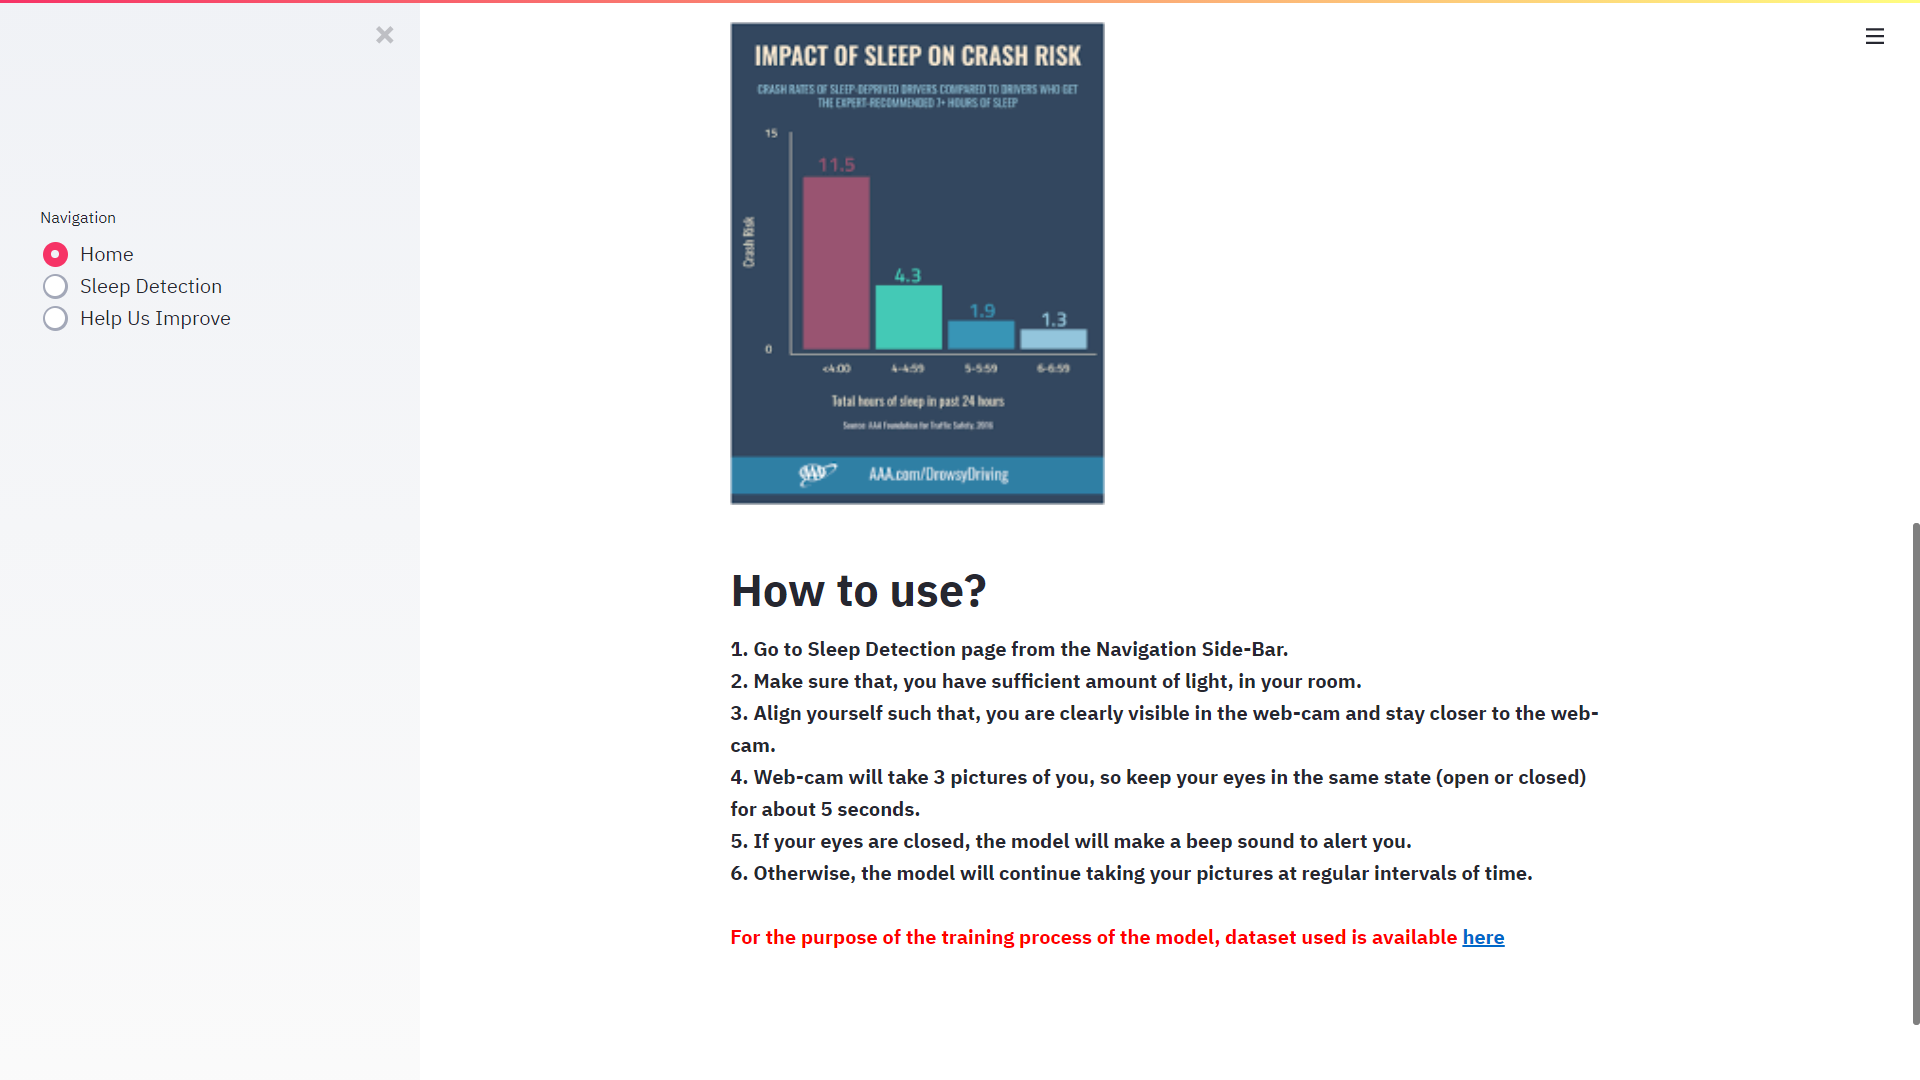 Navigation
Home
Sleep Detection
Help Us Improve
IMPACT OF SLEEP ON CRASH RISK
CRASH RATES OF SLEEP-DEPRIVED DRIVERS COMPARED TO DRIVERS WHO GET
THE EXPERT-RECOMMENDED 7+ HOURS OF SLEEP
15
11.5
4.3
1.9
1.3
Crash Risk
0
<4:00
4-4:59
5-5:59
6-6:59
Total hours of sleep in past 24 hours
Source: AAA Foundation for Traffic Safety, 2016
AAA AAA.com/DrowsyDriving
How to use?
1. Go to Sleep Detection page from the Navigation Side-Bar.
2. Make sure that, you have sufficient amount of light, in your room.
3. Align yourself such that, you are clearly visible in the web-cam and stay closer to the web-
cam.
4. Web-cam will take 3 pictures of you, so keep your eyes in the same state (open or closed)
for about 5 seconds.
5. If your eyes are closed, the model will make a beep sound to alert you.
6. Otherwise, the model will continue taking your pictures at regular intervals of time.
For the purpose of the training process of the model, dataset used is available here